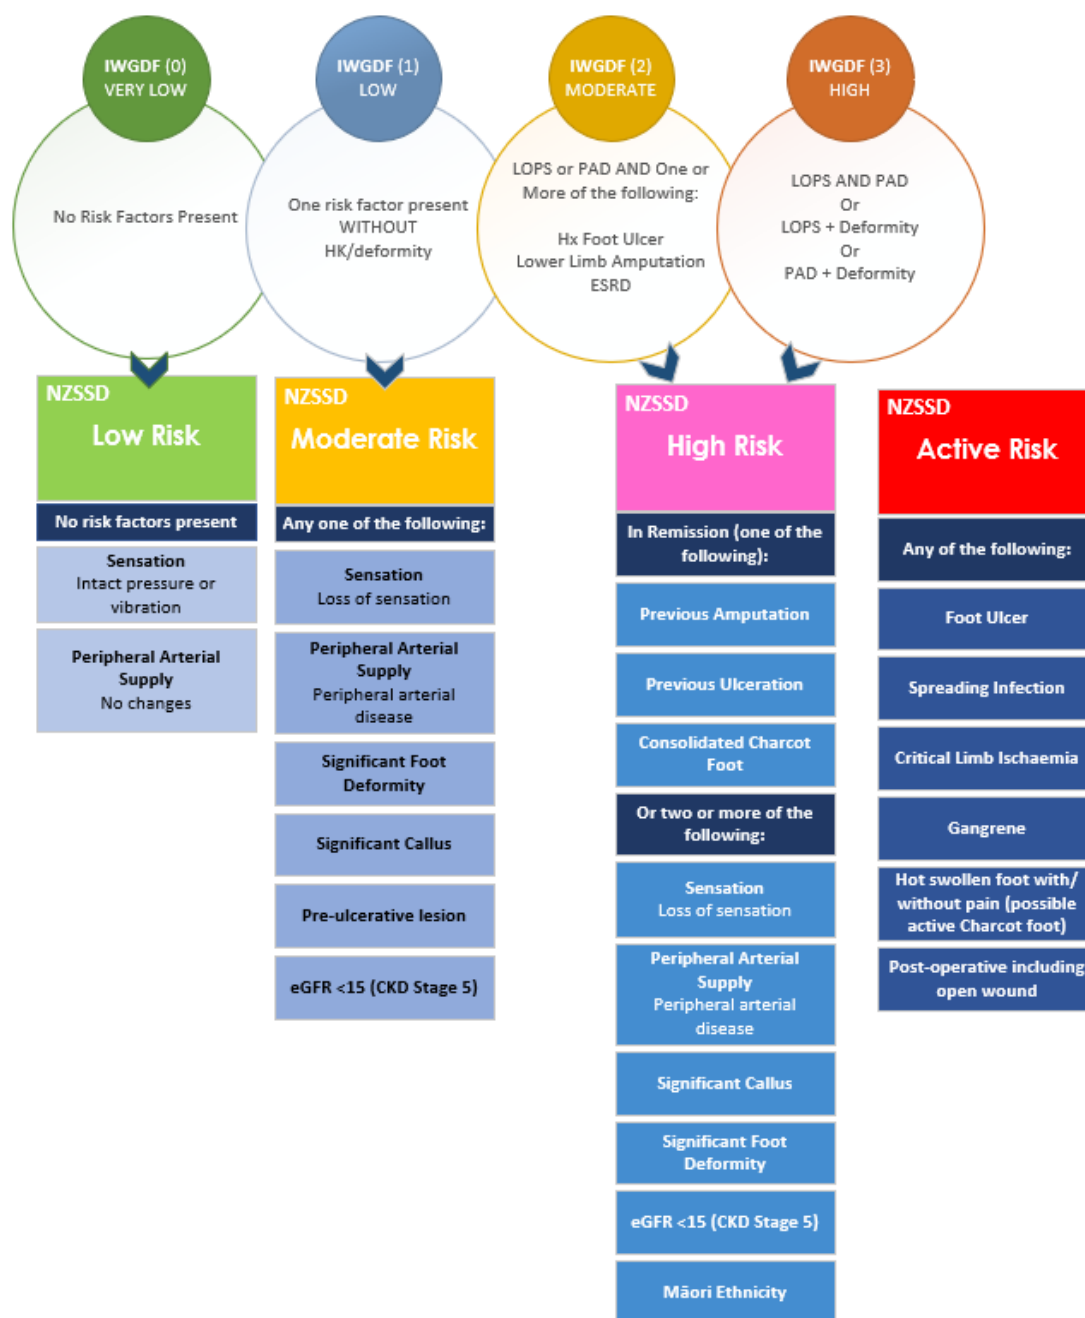 IWGDF (0)
VERY LOW
No Risk Factors Present
IWGDF (1)
LOW
One risk factor present
WITHOUT
HK/deformity
IWGDF (2)
MODERATE
LOPS or PAD AND One or
More of the following:
Hx Foot Ulcer
Lower Limb Amputation
ESRD
IWGDF (3)
HIGH
LOPS AND PAD
Or
LOPS + Deformity
Or
PAD + Deformity
NZSSD
Low Risk
No risk factors present
Sensation
Intact pressure or
vibration
Peripheral Arterial
Supply
No changes
NZSSD
Moderate Risk
Any one of the following:
Sensation
Loss of sensation
Peripheral Arterial
Supply
Peripheral arterial
disease
Significant Foot
Deformity
Significant Callus
Pre-ulcerative lesion
eGFR <15 (CKD Stage 5)
NZSSD
High Risk
In Remission (one of the
following):
Previous Amputation
Previous Ulceration
Consolidated Charcot
Foot
Or two or more of the
following:
Sensation
Loss of sensation
Peripheral Arterial
Supply
Peripheral arterial
disease
Significant Callus
Significant Foot
Deformity
eGFR <15 (CKD Stage 5)
Māori Ethnicity
NZSSD
Active Risk
Any of the following:
Foot Ulcer
Spreading Infection
Critical Limb Ischaemia
Gangrene
Hot swollen foot with/
without pain (possible
active Charcot foot)
Post-operative including
open wound